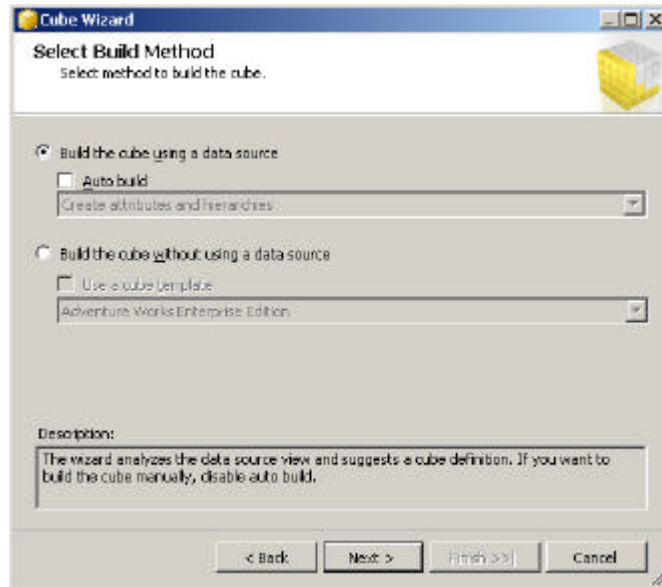 Cube Wizard
Select Build Method
Select method to build the cube.
Build the cube using a data source
Auto build
Create attributes and hierarchies
Build the cube without using a data source
Use a cube template
Adventure Works Enterprise Edition
Description:
The wizard analyzes the data source view and suggests a cube definition. If you want to
build the cube manually, disable auto build.
< Back Next > Finish >>| Cancel